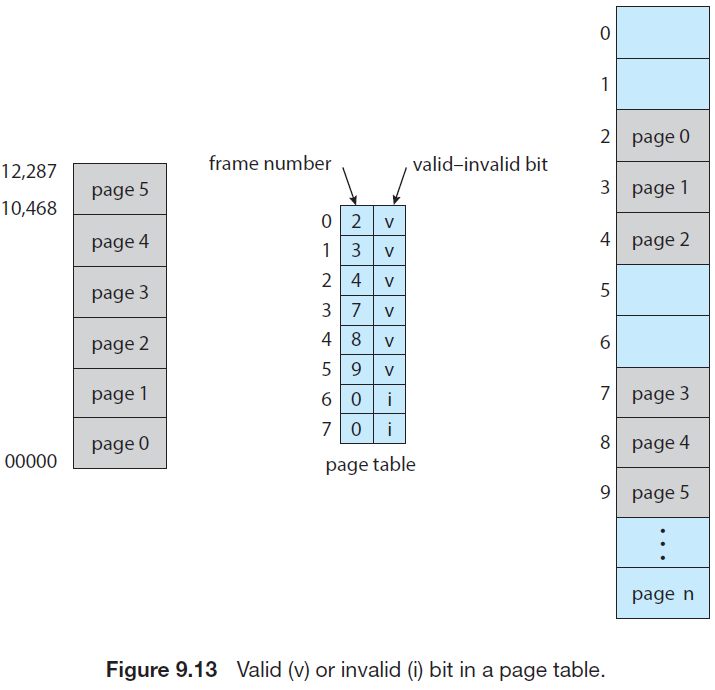 12,287
10,468
00000
page 5
page 4
page 3
page 2
page 1
page 0
frame number
valid–invalid bit
0 2 v
1 3 v
2 4 v
3 7 v
4 8 v
5 9 v
6 0 i
7 0 i
page table
0
1
2 page 0
3 page 1
4 page 2
5
6
7 page 3
8 page 4
9 page 5
page n
Figure 9.13 Valid (v) or invalid (i) bit in a page table.